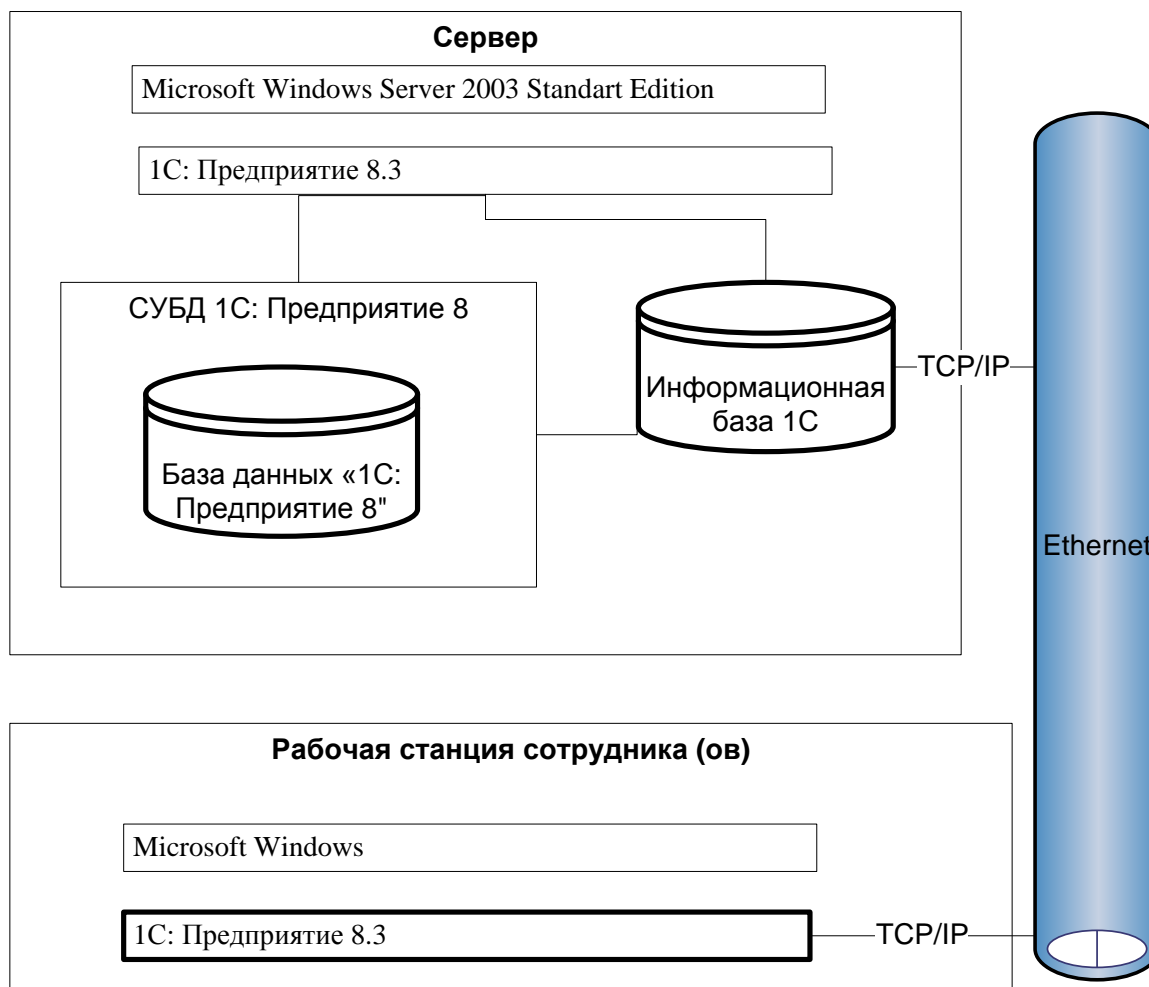 Сервер
Microsoft Windows Server 2003 Standart Edition
1С: Предприятие 8.3
СУБД 1С: Предприятие 8
База данных «1С:
Предприятие 8"
Информационная
база 1С
TCP/IP
Ethernet
Рабочая станция сотрудника (ов)
Microsoft Windows
1С: Предприятие 8.3
TCP/IP